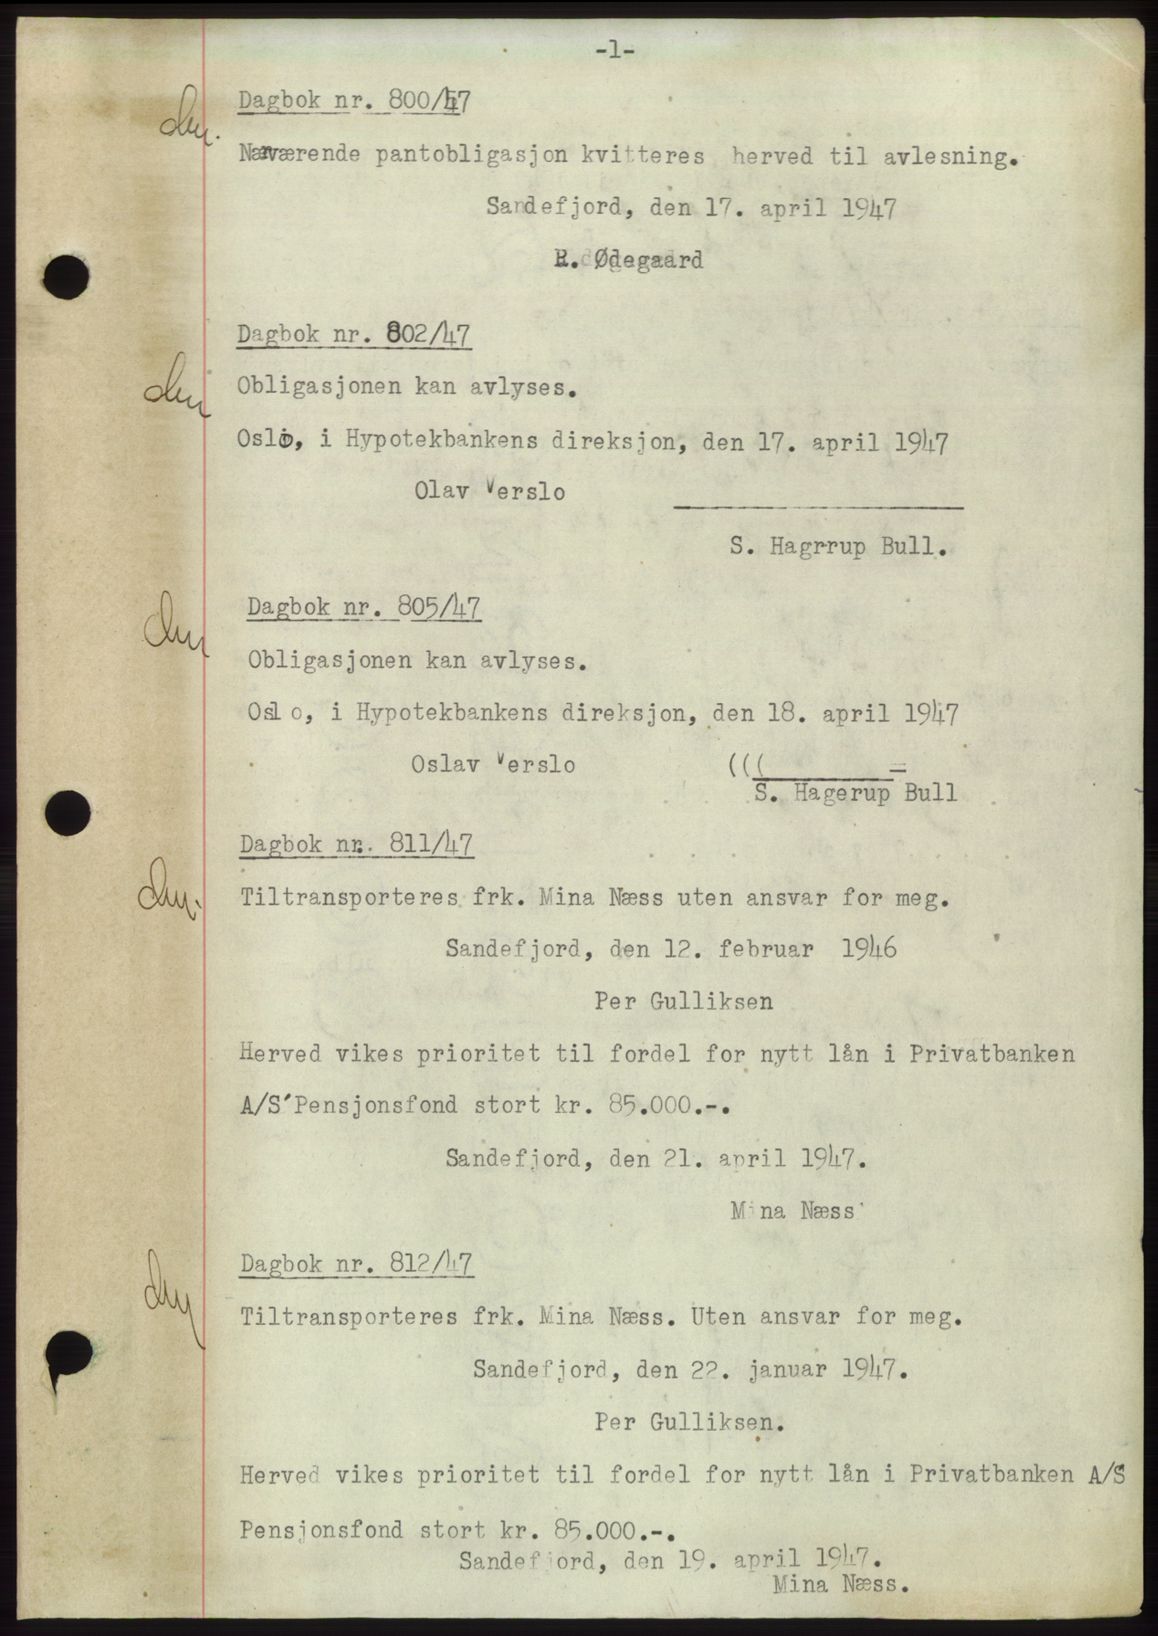 -1-
Dagbok nr. 800/47
Nærværende pantobligasjon kvitteres herved til avlesning.
Sandefjord, den 17. april 1947
R. Ødegaard
Dagbok nr. 802/47
Obligasjonen kan avlyses.
Oslo, i Hypotekbankens direksjon, den 17. april 1947
Olav Verslo
S. Hagrrup Bull.
Dagbok nr. 805/47
Obligasjonen kan avlyses.
Oslo, i Hypotekbankens direksjon, den 18. april 1947
Oslav Verslo (((          =
S. Hagerup Bull
Dagbok nr. 811/47
Tiltransporteres frk. Mina Næss uten ansvar for meg.
Sandefjord, den 12. februar 1946
Per Gulliksen
Herved vikes prioritet til fordel for nytt lån i Privatbanken
A/S'Pensjonsfond stort kr. 85.000.-.
Sandefjord, den 21. april 1947.
Mina Næss
Dagbok nr. 812/47
Tiltransporteres frk. Mina Næss. Uten ansvar for meg.
Sandefjord, den 22. januar 1947.
Per Gulliksen.
Herved vikes prioritet til fordel for nytt lån i Privatbanken A/S
Pensjonsfond stort kr. 85.000.-.
Sandefjord, den 19. april 1947.
Mina Næss.